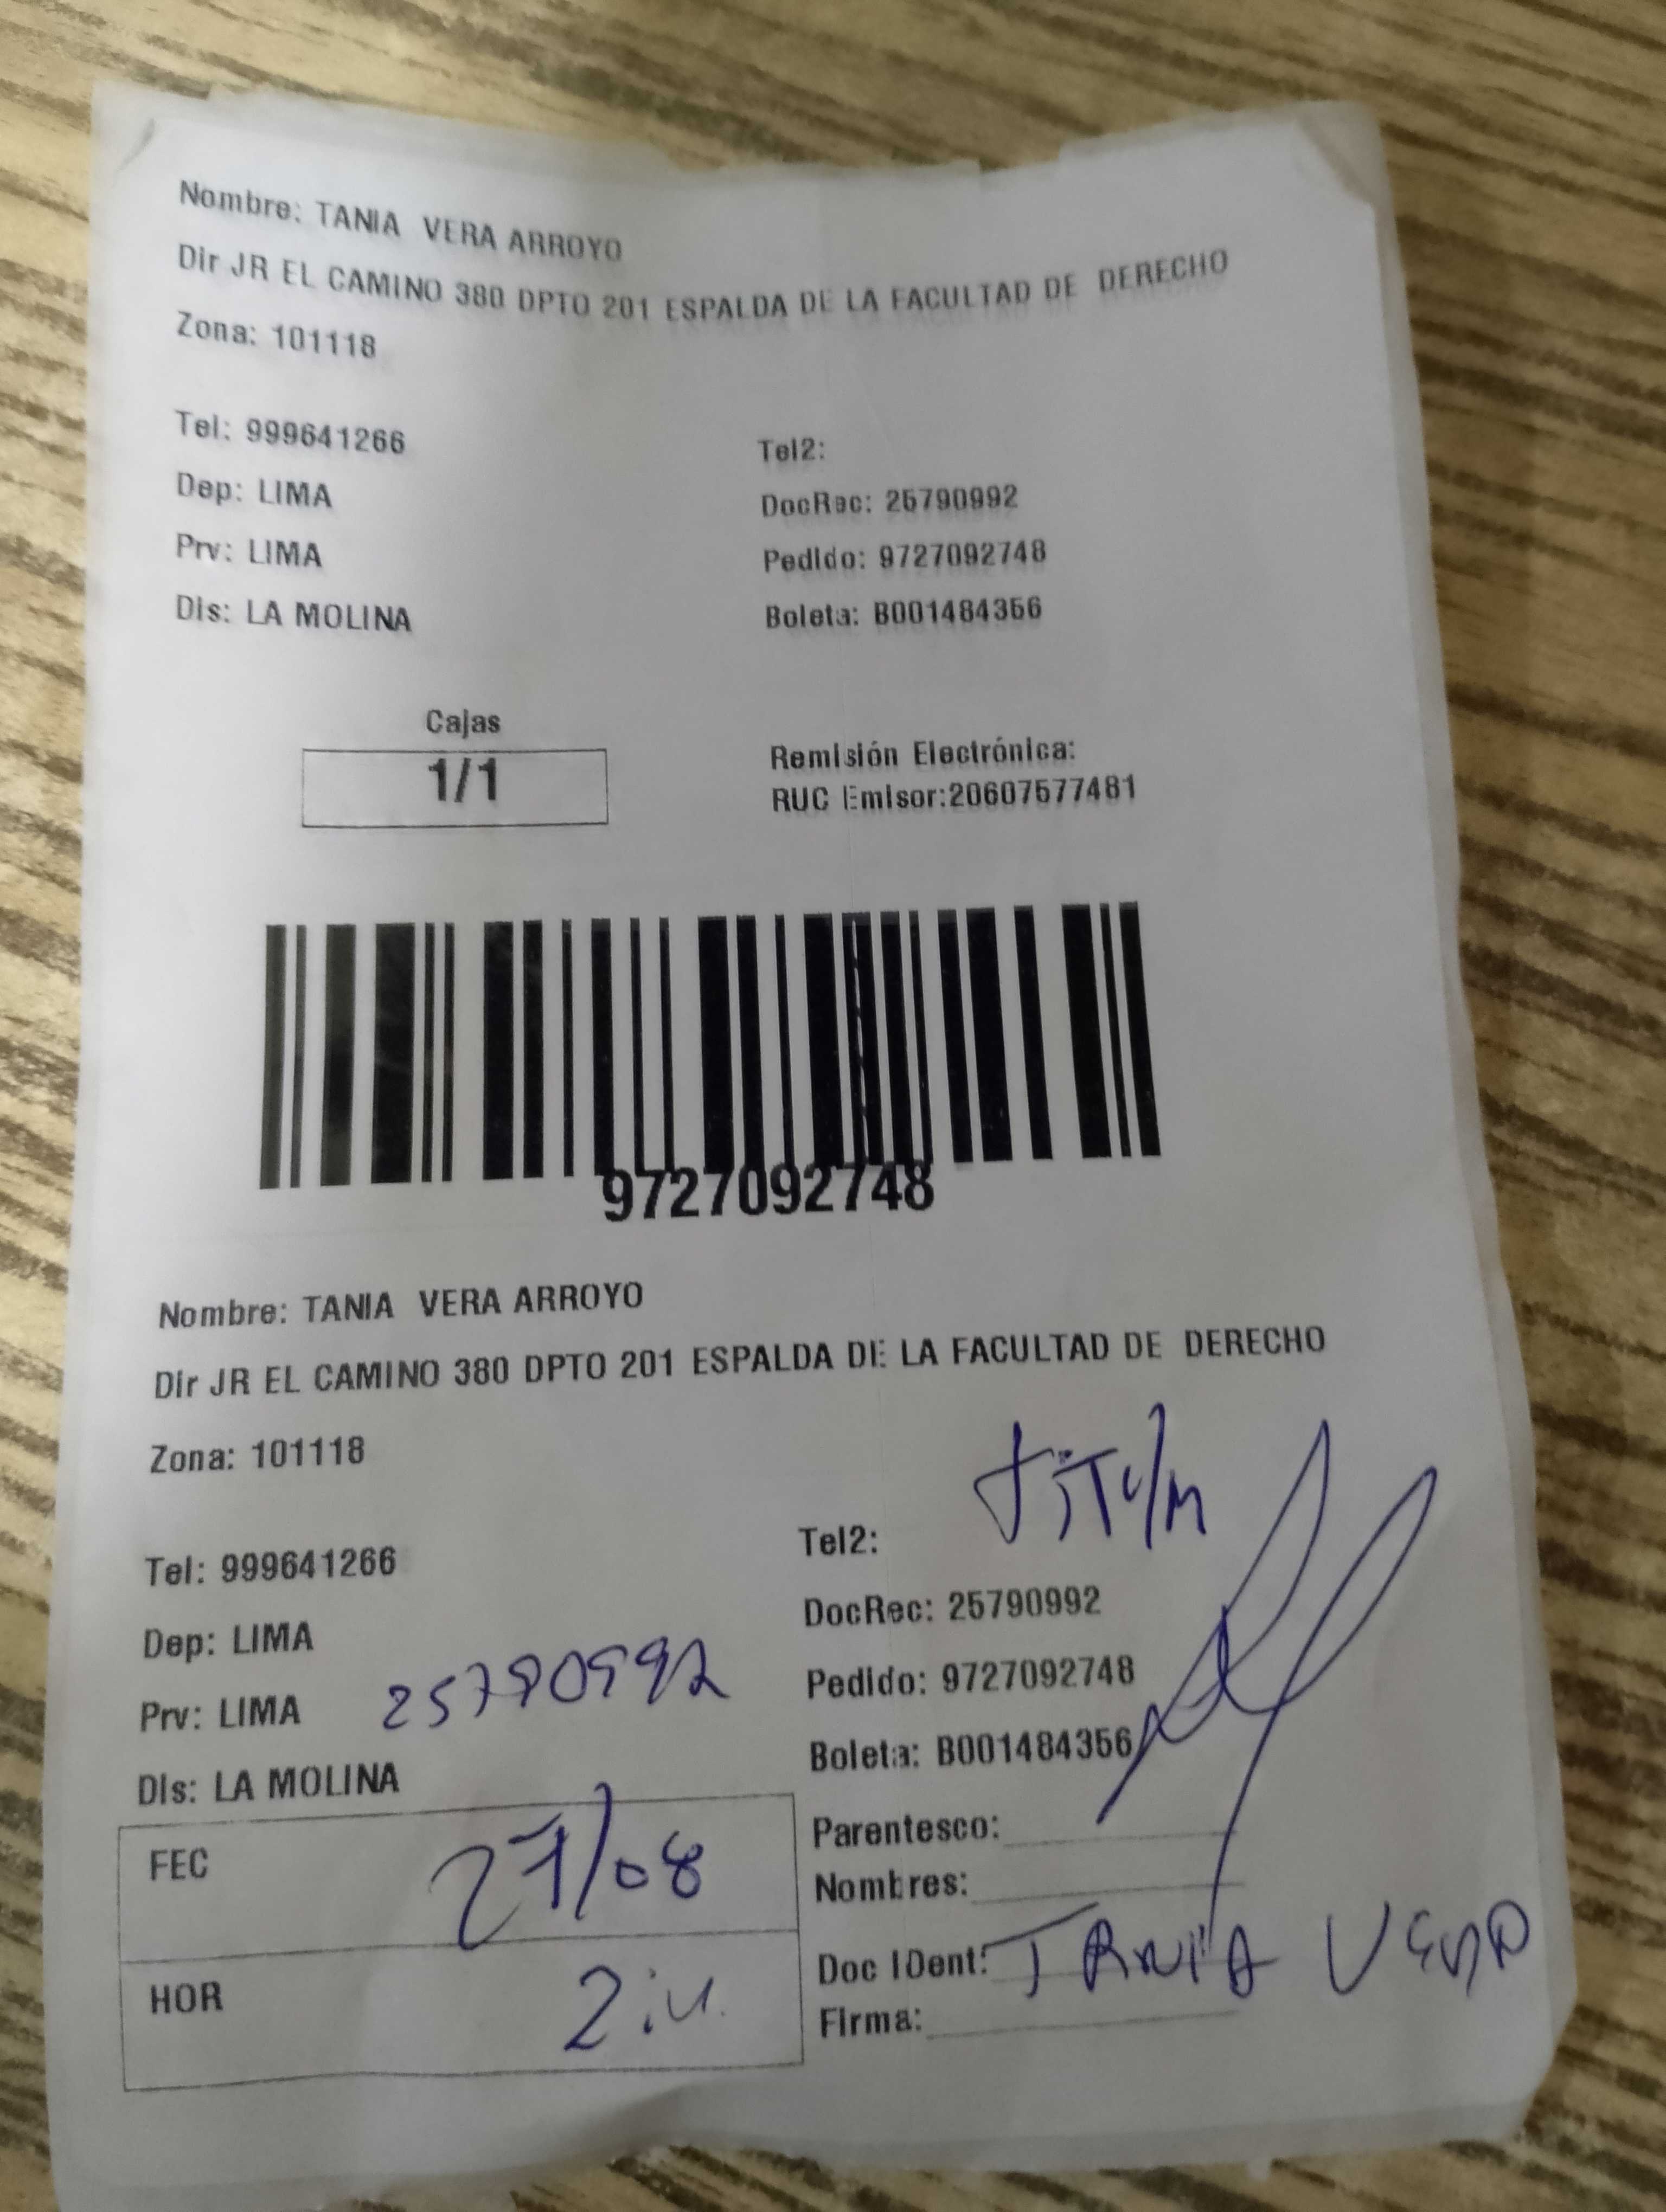 Nombre: TANIA VERA ARROYO
Dir JR EL CAMINO 380 DPTO 201 ESPALDA DE LA FACULTAD DE DERECHO
Zona: 101118
Tel: 999641266
Tel2:
Dep: LIMA
DocRec: 25790992
Prv: LIMA
Pedido: 9727092748
Dis: LA MOLINA
Boleta: B001484356
Cajas
1/1
Remisión Electrónica:
RUC Emisor:20607577481
9727092748
Nombre: TANIA VERA ARROYO
Dir JR EL CAMINO 380 DPTO 201 ESPALDA DE LA FACULTAD DE DERECHO
Zona: 101118
Tel: 999641266
Tel2:
Dep: LIMA
DocRec: 25790992
Prv: LIMA 25790992
Pedido: 9727092748
Dis: LA MOLINA
Boleta: B001484356
FEC 27/08
Parentesco:
Nombres:
HOR
Doc IDent: TANIA VERA
Firma: